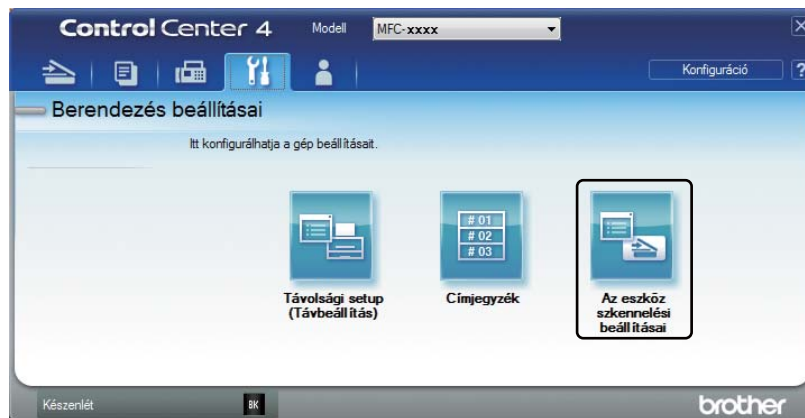 Control Center 4
Modell
MFC-xxxx
Konfiguráció
?
Berendezés beállításai
Itt konfigurálhatja a gép beállításait.
# 01
# 02
# 03
Távolsági setup
(Távbeállítás)
Címjegyzék
Az eszköz
szkennelési
beállításai
Készenlét
BK
brother